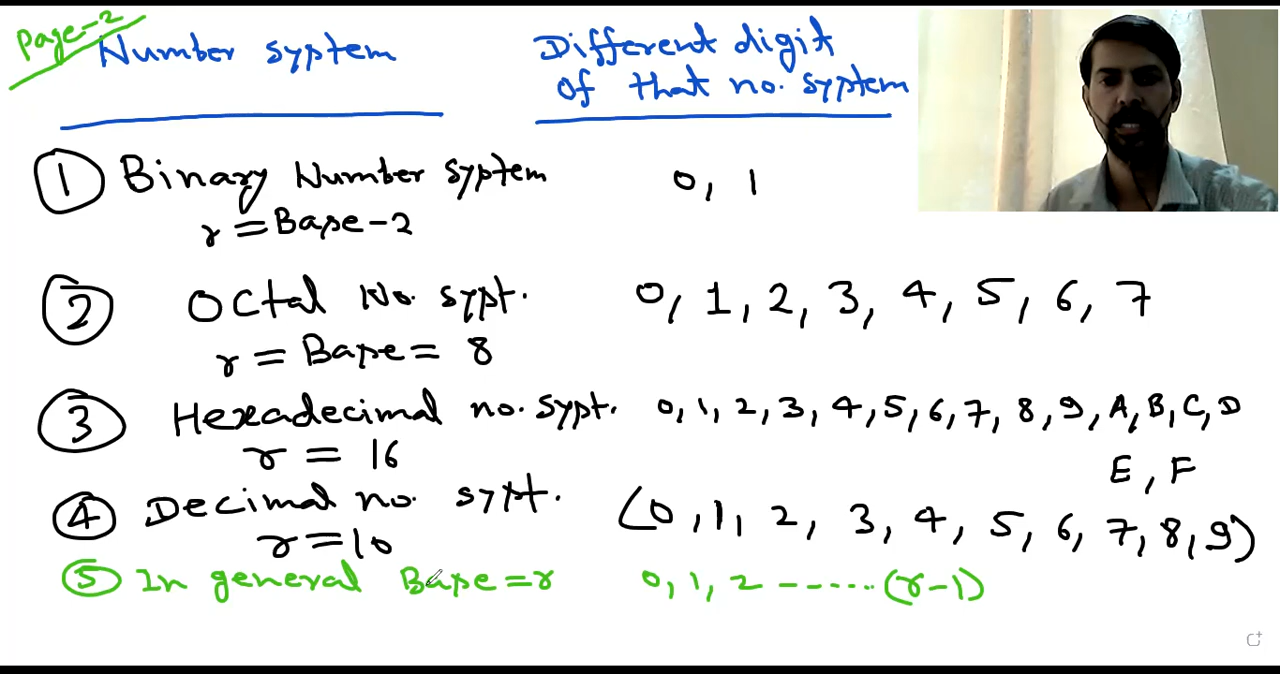 Page-2
Number system
Different digit
of that no. system
1 Binary Number system 0, 1
r = Base-2
2 Octal No. syst. 0, 1, 2, 3, 4, 5, 6, 7
r = Base = 8
3 Hexadecimal no. syst. 0, 1, 2, 3, 4, 5, 6, 7, 8, 9, A, B, C, D
E, F
r = 16
4 Decimal no. syst. (0, 1, 2, 3, 4, 5, 6, 7, 8, 9)
r = 10
5 In general Base = r 0, 1, 2 ------- (r-1)